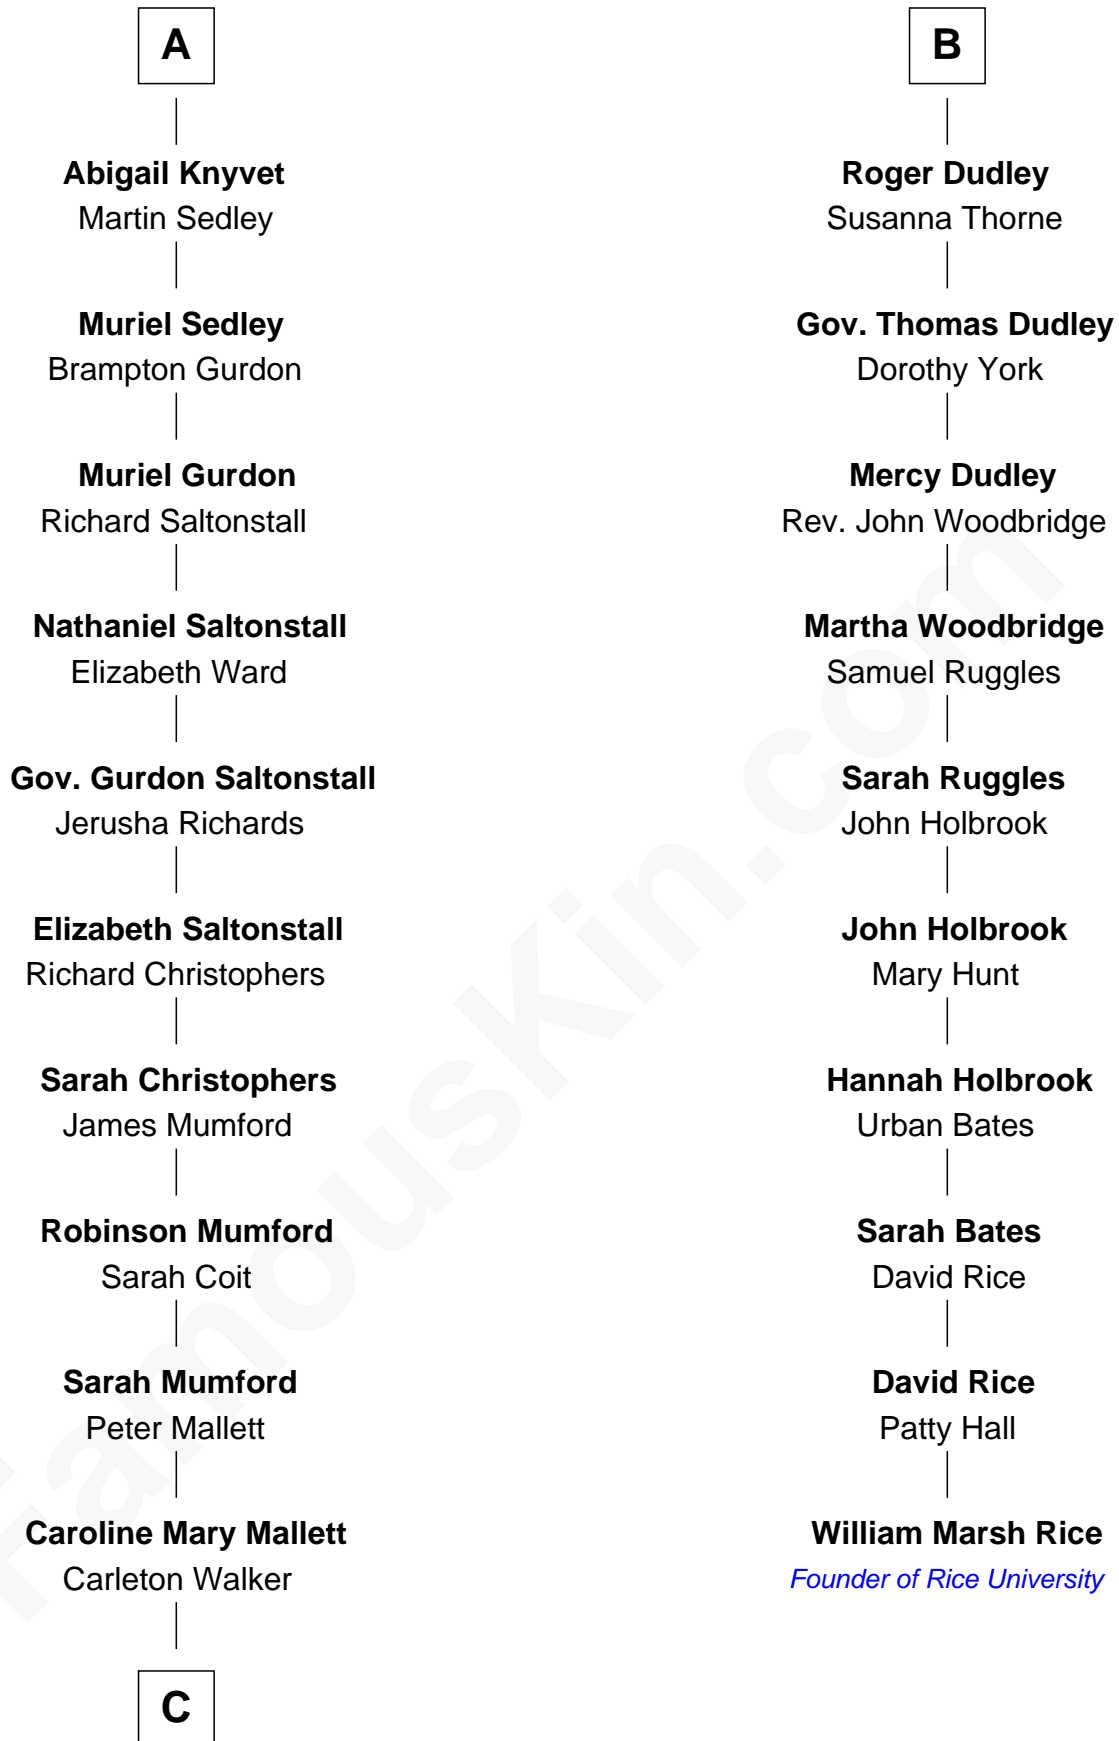 A
Abigail Knyvet
Martin Sedley
Muriel Sedley
Brampton Gurdon
Muriel Gurdon
Richard Saltonstall
Nathaniel Saltonstall
Elizabeth Ward
Gov. Gurdon Saltonstall
Jerusha Richards
Elizabeth Saltonstall
Richard Christophers
Sarah Christophers
James Mumford
Robinson Mumford
Sarah Coit
Sarah Mumford
Peter Mallett
Caroline Mary Mallett
Carleton Walker
C
B
Roger Dudley
Susanna Thorne
Gov. Thomas Dudley
Dorothy York
Mercy Dudley
Rev. John Woodbridge
Martha Woodbridge
Samuel Ruggles
Sarah Ruggles
John Holbrook
John Holbrook
Mary Hunt
Hannah Holbrook
Urban Bates
Sarah Bates
David Rice
David Rice
Patty Hall
William Marsh Rice
Founder of Rice University
FamousKin.com